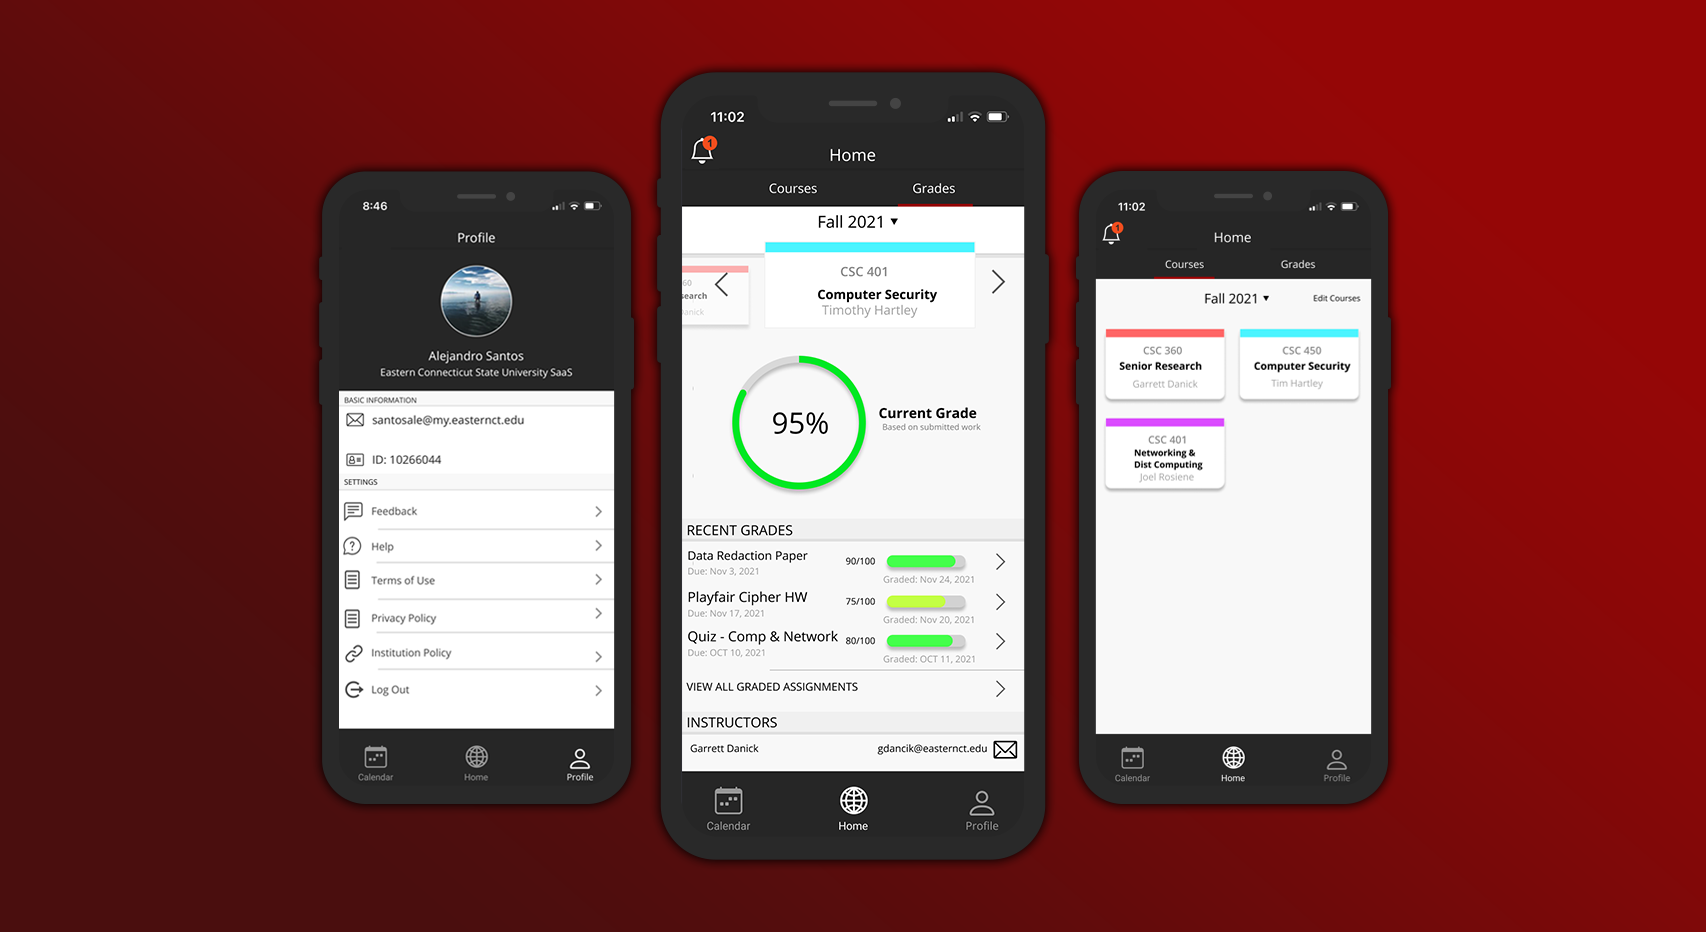 8:46
Profile
Alejandro Santos
Eastern Connecticut State University SaaS
BASIC INFORMATION
santosale@my.easternct.edu
ID: 10266044
SETTINGS
Feedback
Help
Terms of Use
Privacy Policy
Institution Policy
Log Out
Calendar
Home
Profile
11:02
1
Home
Courses
Grades
Fall 2021
60
search
Danick
CSC 401
Computer Security
Timothy Hartley
95%
Current Grade
Based on submitted work
RECENT GRADES
Data Redaction Paper
90/100
Due: Nov 3, 2021
Graded: Nov 24, 2021
Playfair Cipher HW
75/100
Due: Nov 17, 2021
Graded: Nov 20, 2021
Quiz - Comp & Network
80/100
Due: OCT 10, 2021
Graded: OCT 11, 2021
VIEW ALL GRADED ASSIGNMENTS
INSTRUCTORS
Garrett Danick
gdancik@easternct.edu
Calendar
Home
Profile
11:02
1
Home
Courses
Grades
Fall 2021
Edit Courses
CSC 360
Senior Research
Garrett Danick
CSC 450
Computer Security
Tim Hartley
CSC 401
Networking &
Dist Computing
Joel Rosiene
Calendar
Home
Profile